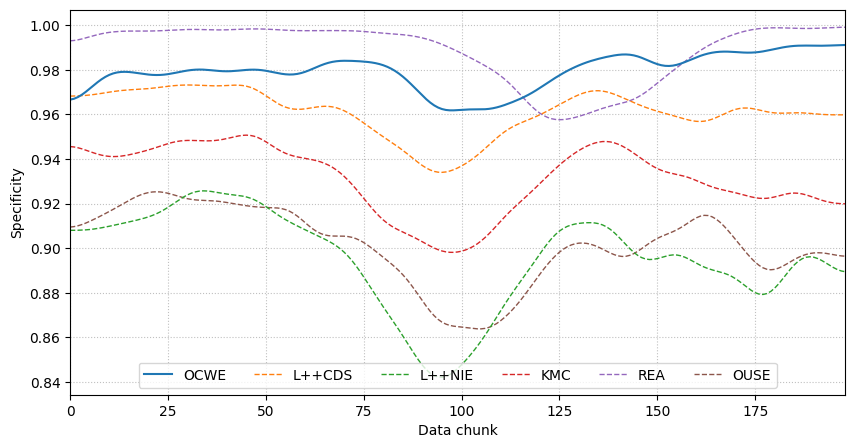 1.00
0.98
0.96
0.94
0.92
0.90
0.88
0.86
0.84
Specificity
OCWE L++CDS L++NIE KMC REA OUSE
0 25 50 75 100 125 150 175
Data chunk